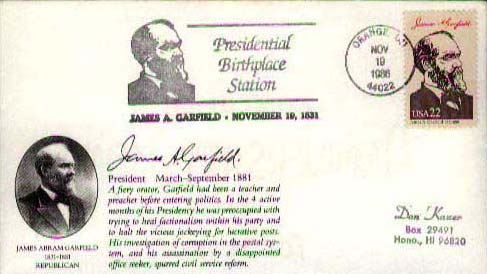 Presidential
Birthplace
Station
JAMES A. GARFIELD • NOVEMBER 19, 1831
ORANGE,
NOV
19
1986
44022
James A. Garfield
USA22
James A. Garfield.
President March-September 1881
A fiery orator, Garfield had been a teacher and
preacher before entering politics. In the 4 active
months of his Presidency he was preoccupied with
trying to heal factionalism within his party and
to halt the vicious jockeying for lucrative posts.
His investigation of corruption in the postal sys-
tem, and his assassination by a disappointed
office seeker, spurred civil service reform.
JAMES ABRAM GARFIELD
1831-1881
REPUBLICAN
Don
Box 29491
Hono., HI 96820